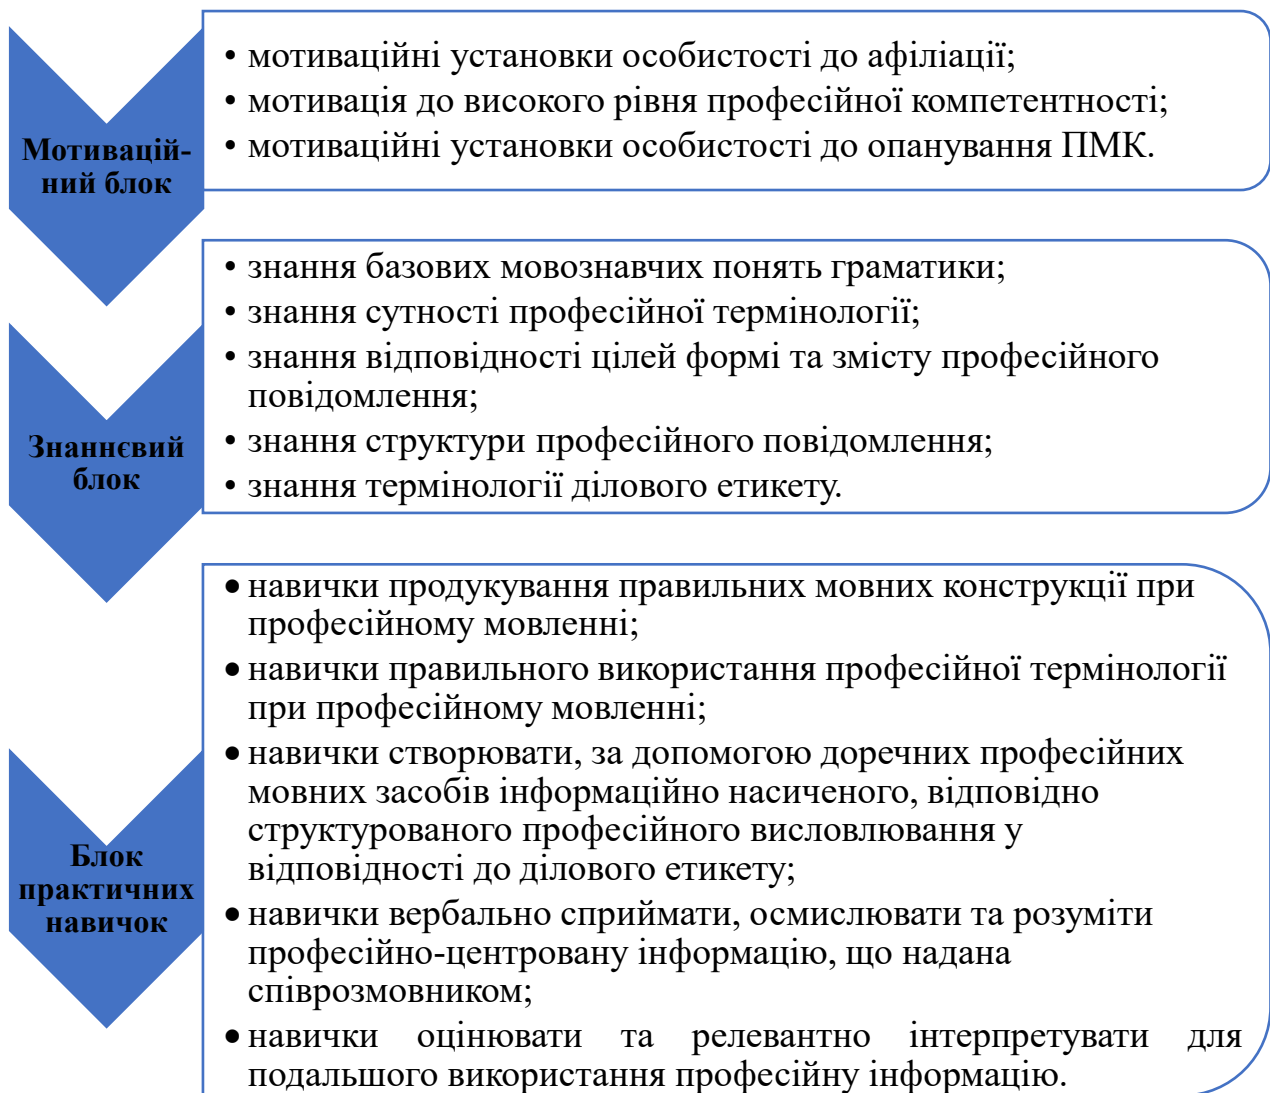 Мотивацій-
ний блок
• мотиваційні установки особистості до афіліації;
• мотивація до високого рівня професійної компетентності;
• мотиваційні установки особистості до опанування ПМК.
Знаннєвий
блок
• знання базових мовознавчих понять граматики;
• знання сутності професійної термінології;
• знання відповідності цілей формі та змісту професійного
повідомлення;
• знання структури професійного повідомлення;
• знання термінології ділового етикету.
Блок
практичних
навичок
• навички продукування правильних мовних конструкції при
професійному мовленні;
• навички правильного використання професійної термінології
при професійному мовленні;
• навички створювати, за допомогою доречних професійних
мовних засобів інформаційно насиченого, відповідно
структурованого професійного висловлювання у
відповідності до ділового етикету;
• навички вербально сприймати, осмислювати та розуміти
професійно-центровану інформацію, що надана
співрозмовником;
• навички оцінювати та релевантно інтерпретувати для
подальшого використання професійну інформацію.